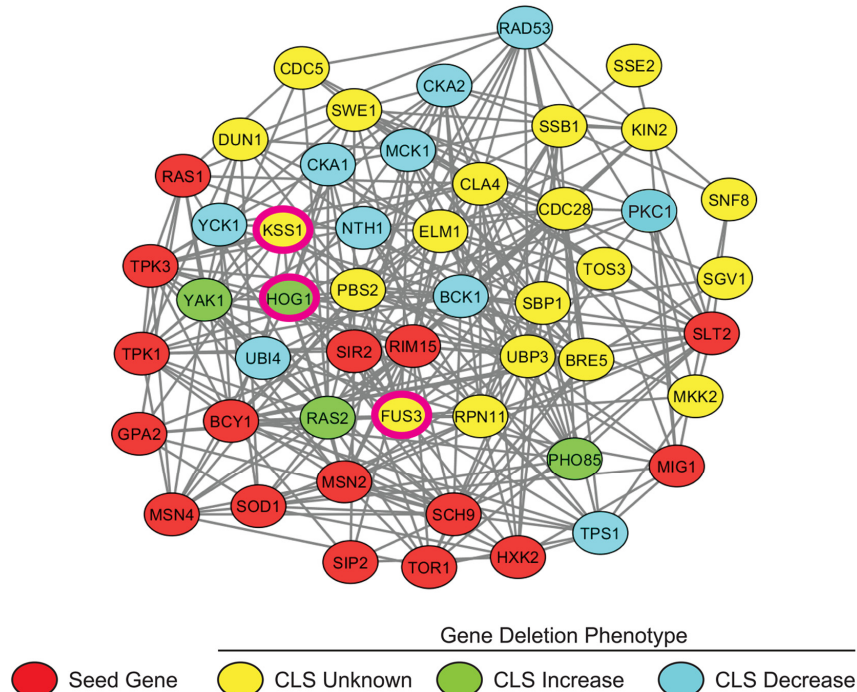 RAD53
CDC5
SSE2
CKA2
SWE1
SSB1
KIN2
DUN1
MCK1
CKA1
RAS1
CLA4
SNF8
YCK1
KSS1
NTH1
ELM1
CDC28
PKC1
TPK3
TOS3
YAK1
HOG1
PBS2
BCK1
SBP1
SGV1
TPK1
UBI4
SIR2
RIM15
UBP3
BRE5
SLT2
MKK2
GPA2
BCY1
RAS2
FUS3
RPN11
PHO85
MIG1
MSN2
MSN4
SOD1
SCH9
TPS1
SIP2
TOR1
HXK2
Gene Deletion Phenotype
Seed Gene CLS Unknown CLS Increase CLS Decrease